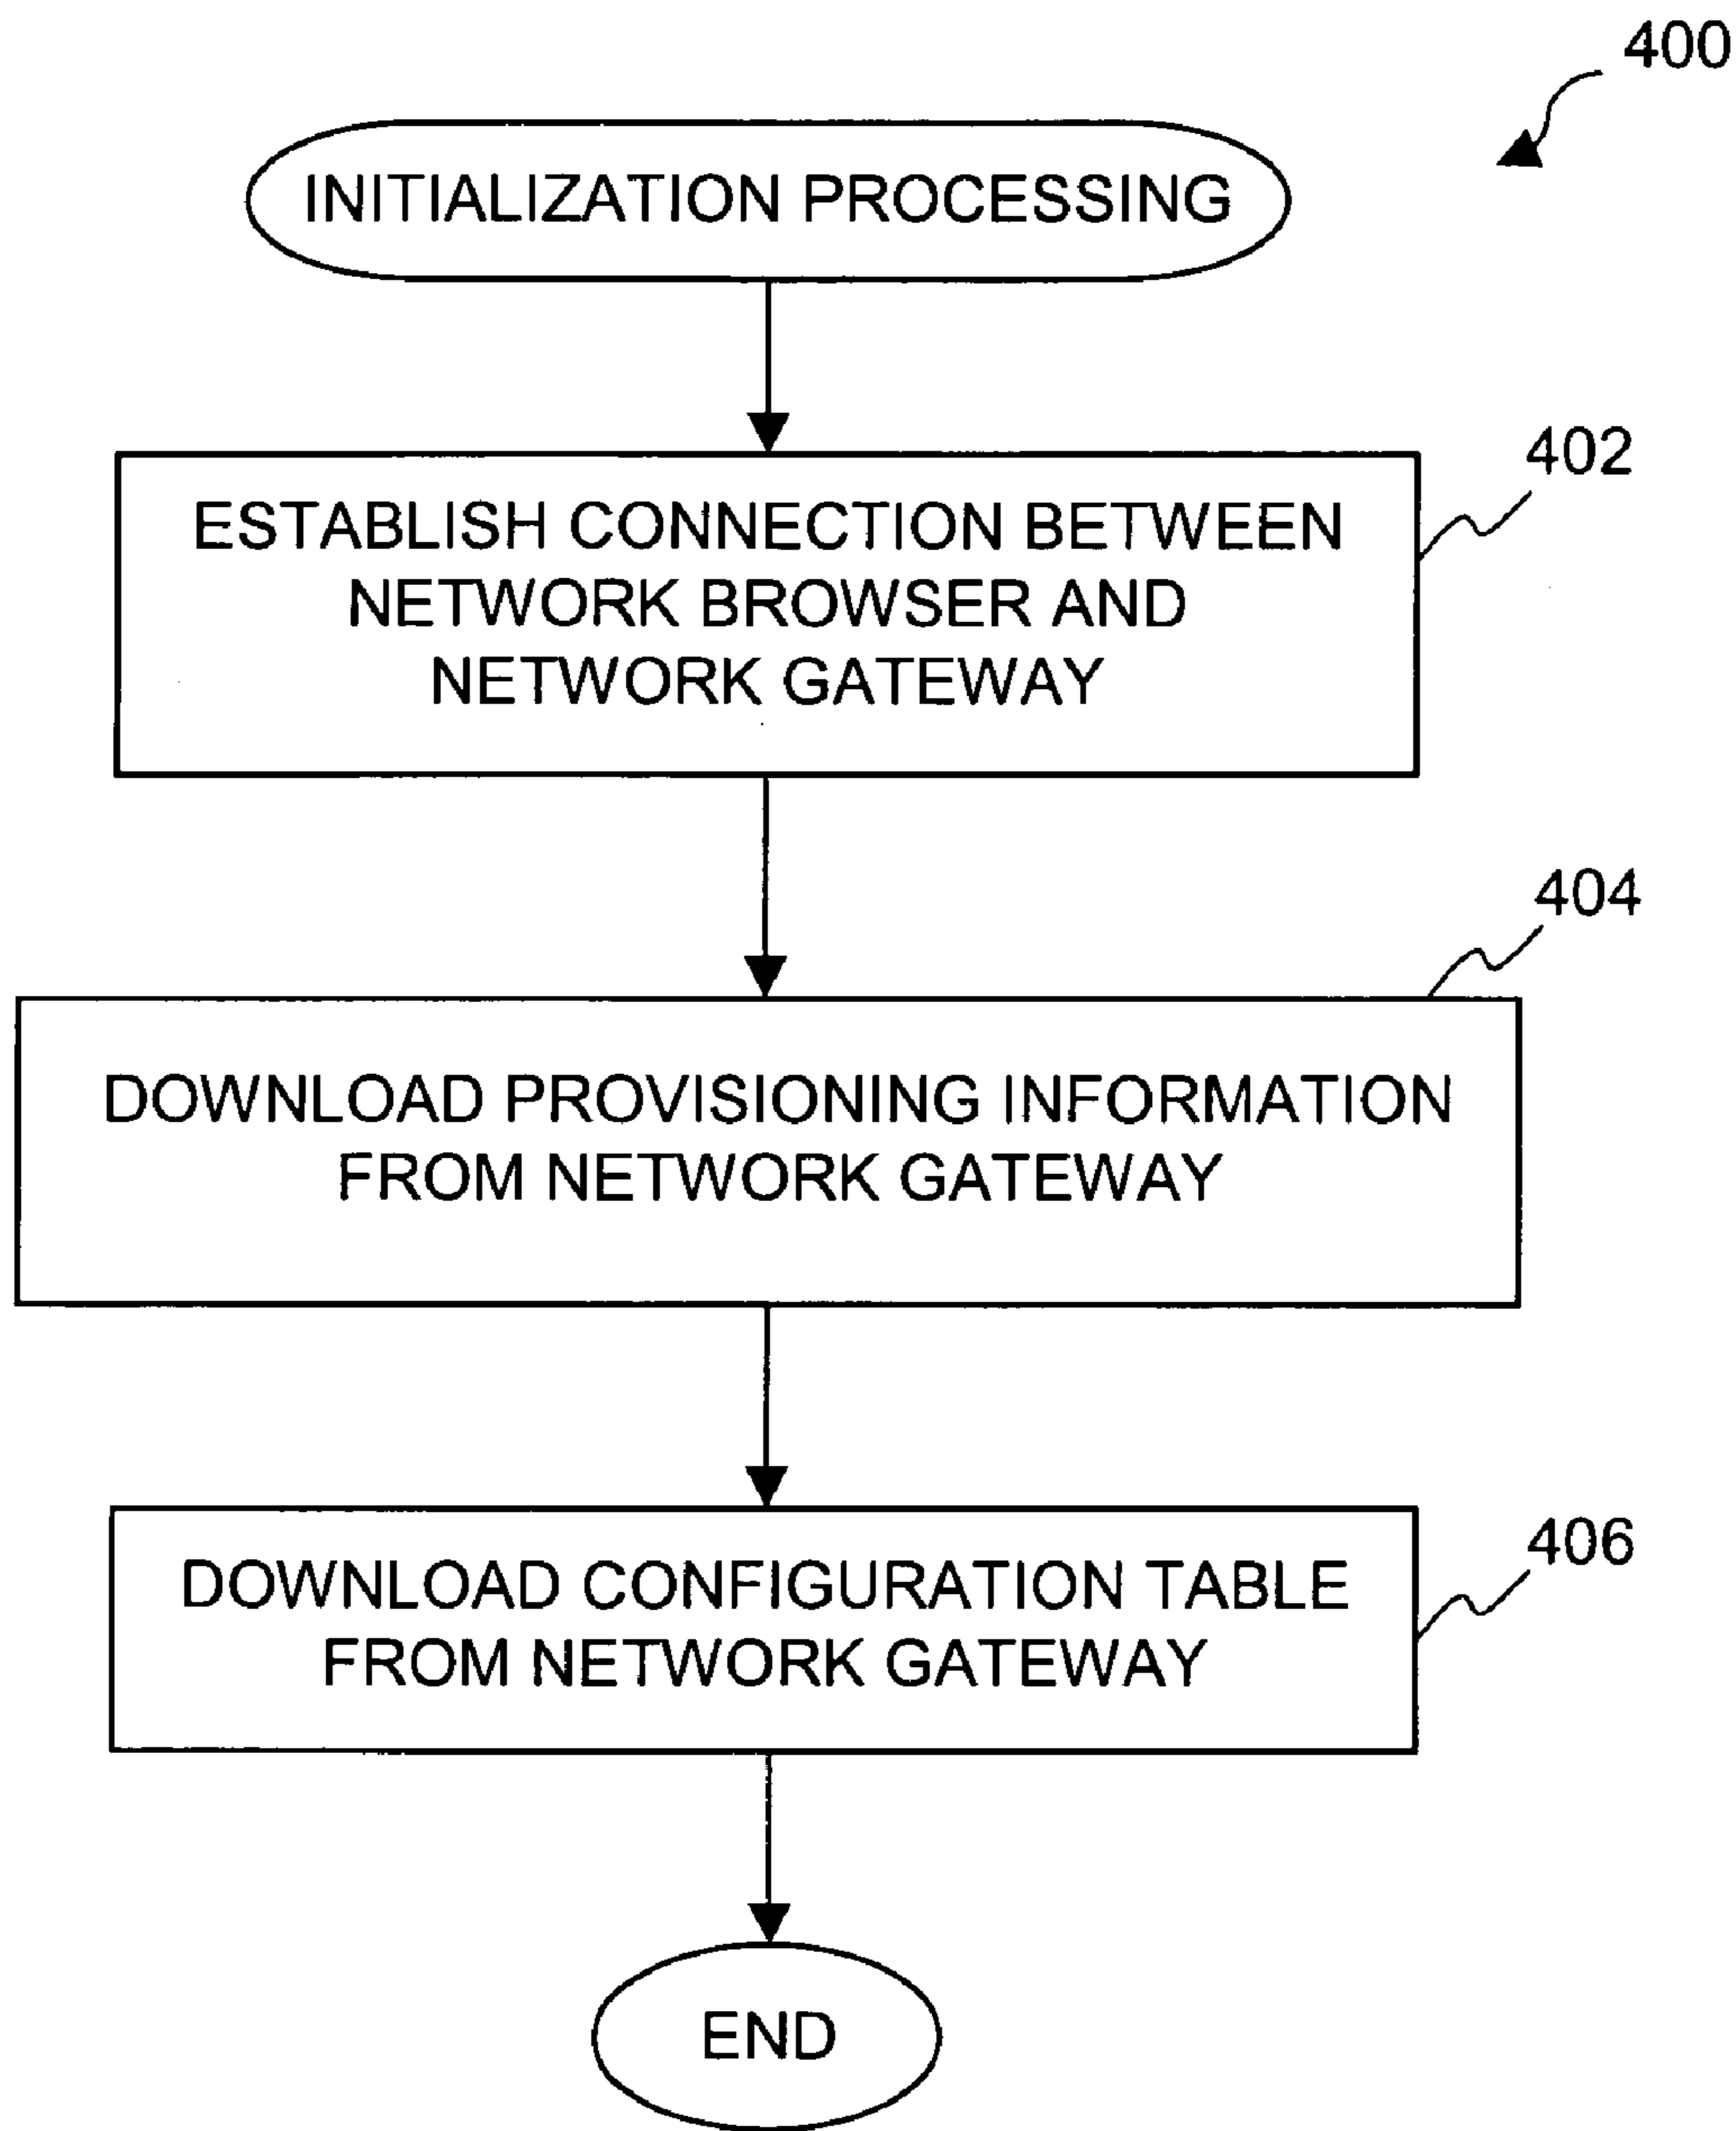 400
INITIALIZATION PROCESSING
402
ESTABLISH CONNECTION BETWEEN
NETWORK BROWSER AND
NETWORK GATEWAY
404
DOWNLOAD PROVISIONING INFORMATION
FROM NETWORK GATEWAY
406
DOWNLOAD CONFIGURATION TABLE
FROM NETWORK GATEWAY
END